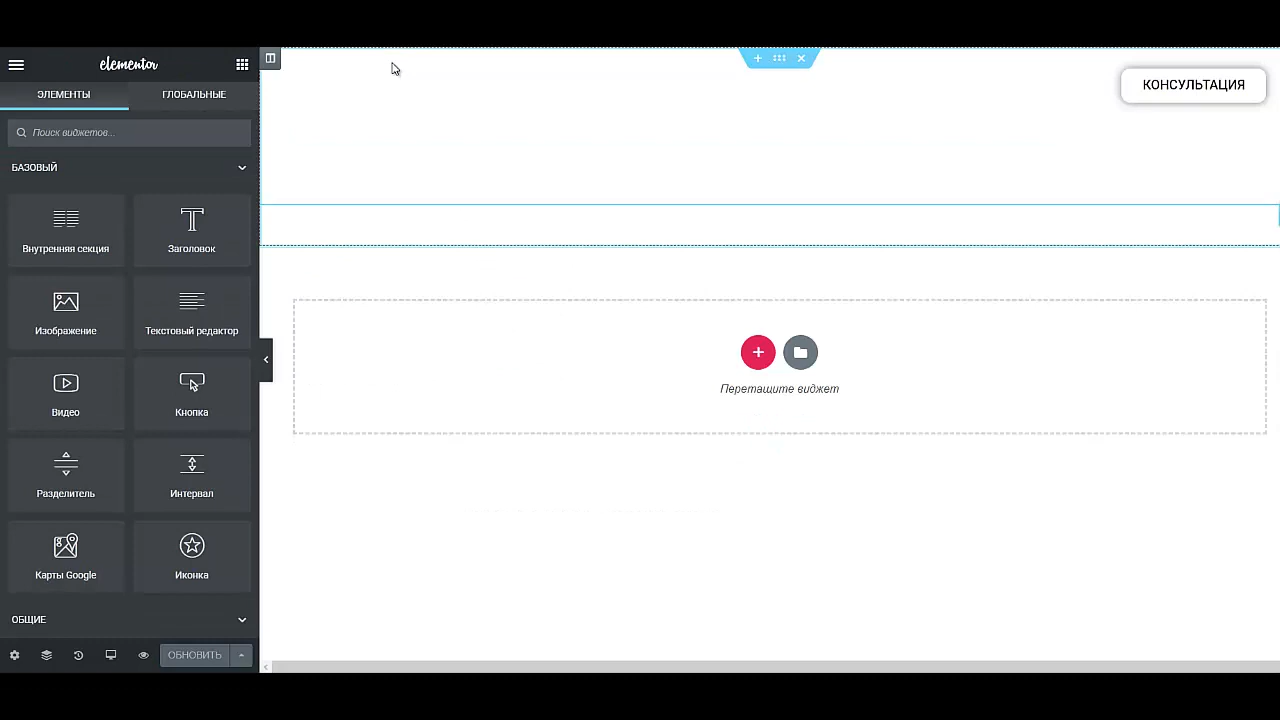 elementor
ЭЛЕМЕНТЫ
ГЛОБАЛЬНЫЕ
Поиск виджетов...
БАЗОВЫЙ
Внутренняя секция
Заголовок
Изображение
Текстовый редактор
Видео
Кнопка
Разделитель
Интервал
Карты Google
Иконка
ОБЩИЕ
ОБНОВИТЬ
КОНСУЛЬТАЦИЯ
Перетащите виджет